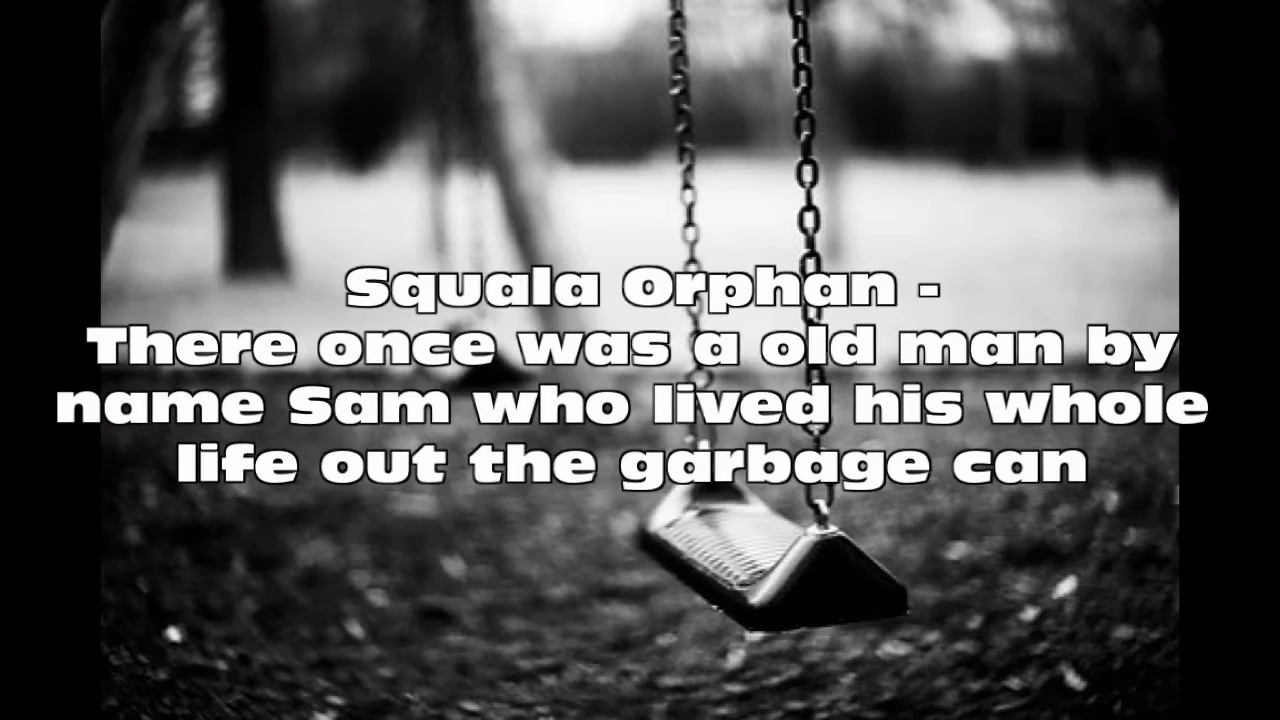 Squala Orphan -
There once was a old man by
name Sam who lived his whole
life out the garbage can